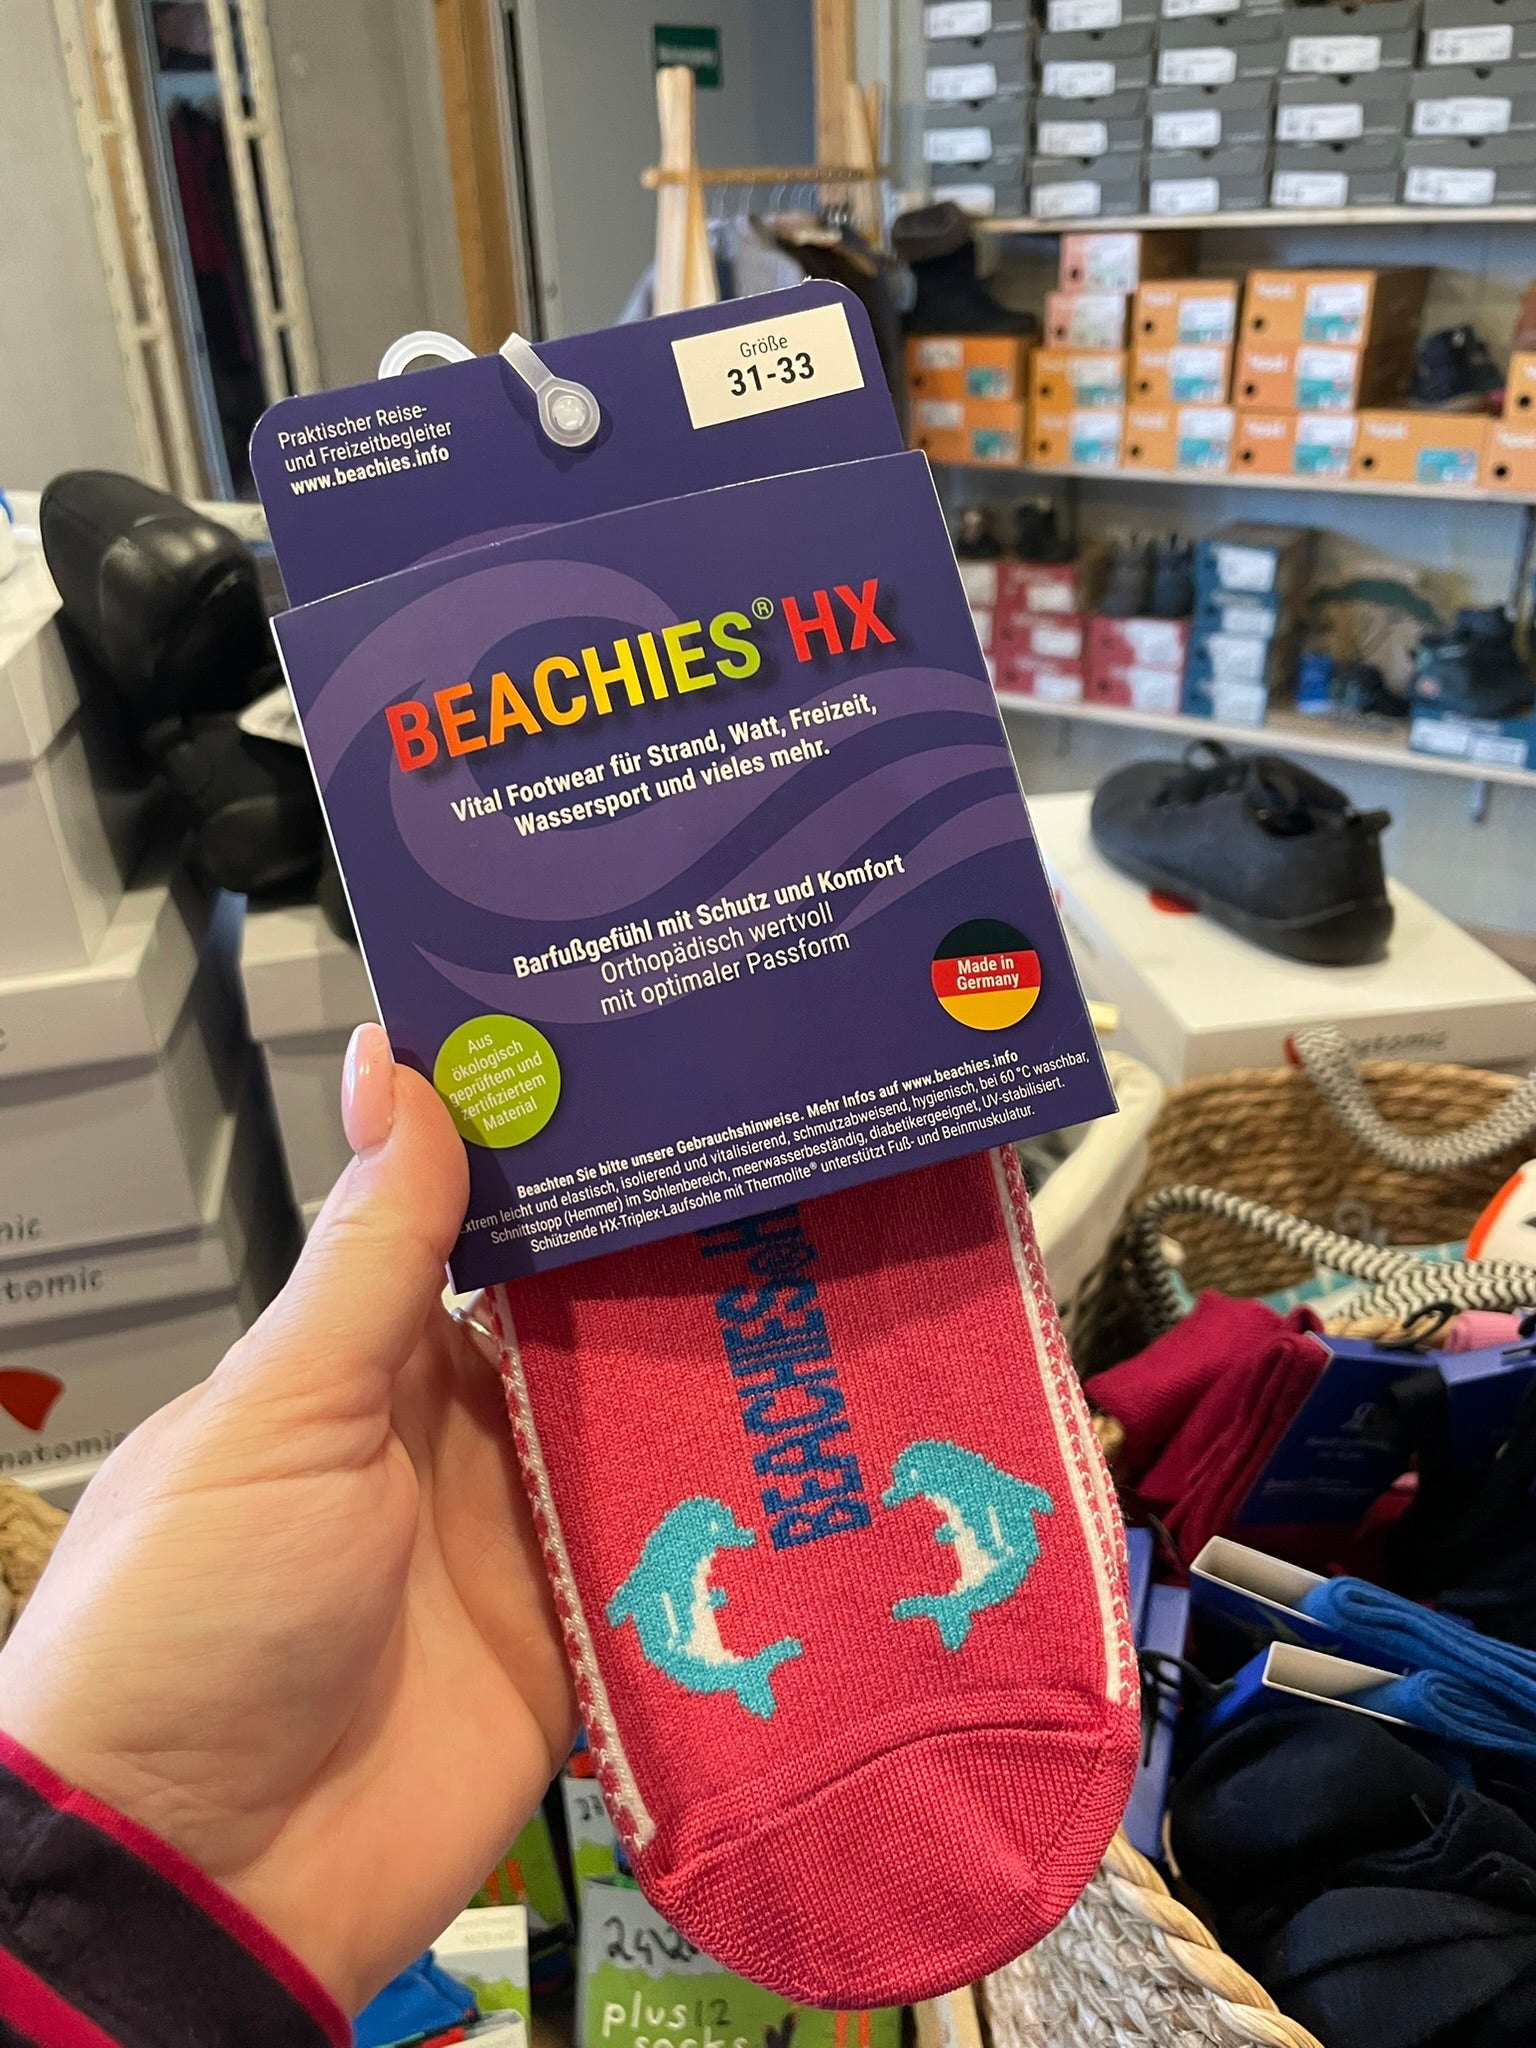 Größe
31-33
Praktischer Reise-
und Freizeitbegleiter
www.beachies.info
BEACHIES® HX
Vital Footwear für Strand, Watt, Freizeit,
Wassersport und vieles mehr.
Barfußgefühl mit Schutz und Komfort
Orthopädisch wertvoll
mit optimaler Passform
Made in
Germany
Aus
ökologisch
geprüftem und
zertifiziertem
Material
Beachten Sie bitte unsere Gebrauchshinweise. Mehr Infos auf www.beachies.info
Extrem leicht und elastisch, isolierend und vitalisierend, schmutzabweisend, hygienisch, bei 60 °C waschbar,
Schnittstopp (Hemmer) im Sohlenbereich, meerwasserbeständig, diabetikergeeignet, UV-stabilisiert.
Schützende HX-Triplex-Laufsohle mit Thermolite® unterstützt Fuß- und Beinmuskulatur.
BEACHIES
tomic
natomic
plus12
socks